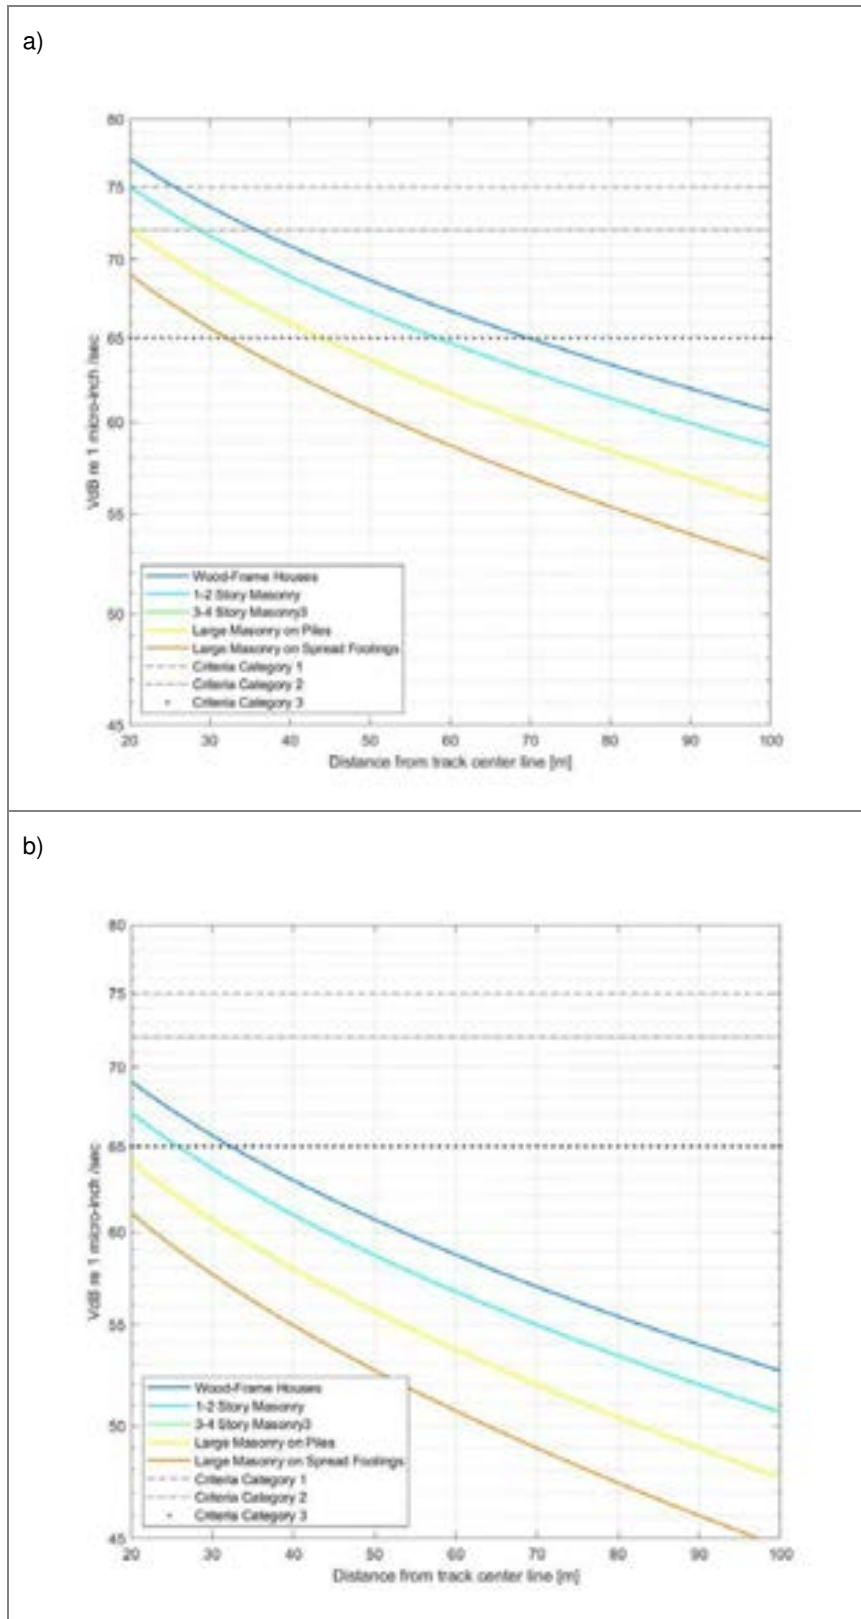 a)
80
75
70
65
60
55
50
45
VdB re 1 micro-inch /sec
Wood-Frame Houses
1-2 Story Masonry
3-4 Story Masonry3
Large Masonry on Piles
Large Masonry on Spread Footings
Criteria Category 1
Criteria Category 2
Criteria Category 3
20 30 40 50 60 70 80 90 100
Distance from track center line [m]
b)
80
75
70
65
60
55
50
45
VdB re 1 micro-inch /sec
Wood-Frame Houses
1-2 Story Masonry
3-4 Story Masonry3
Large Masonry on Piles
Large Masonry on Spread Footings
Criteria Category 1
Criteria Category 2
Criteria Category 3
20 30 40 50 60 70 80 90 100
Distance from track center line [m]